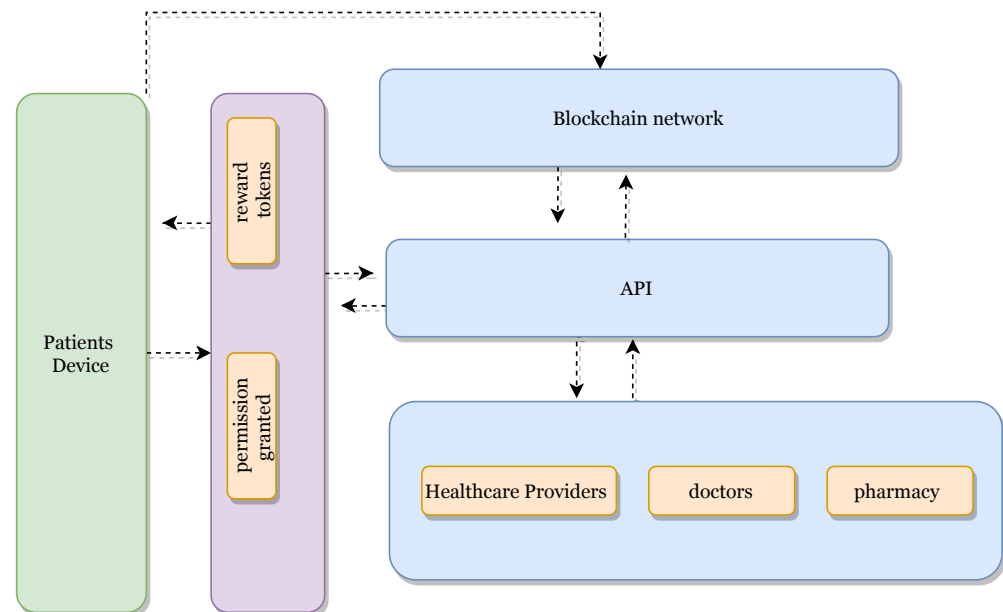 Blockchain network
reward
tokens
API
Patients
Device
permission
granted
Healthcare Providers
doctors
pharmacy